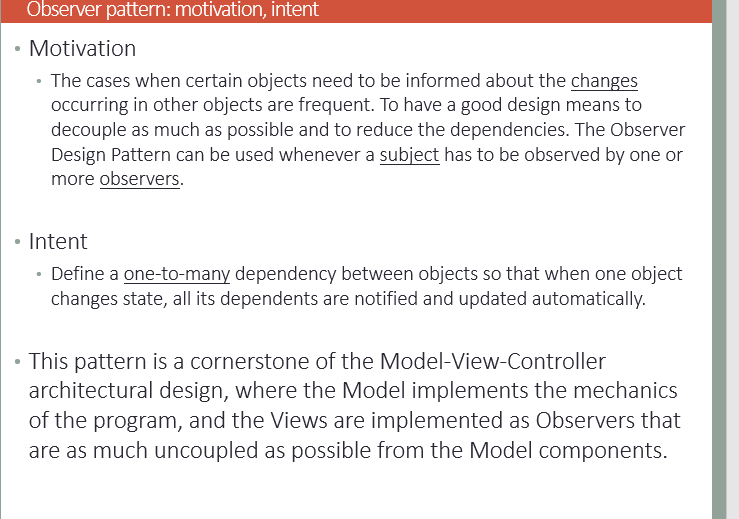 Observer pattern: motivation, intent
• Motivation
• The cases when certain objects need to be informed about the changes
occurring in other objects are frequent. To have a good design means to
decouple as much as possible and to reduce the dependencies. The Observer
Design Pattern can be used whenever a subject has to be observed by one or
more observers.
• Intent
• Define a one-to-many dependency between objects so that when one object
changes state, all its dependents are notified and updated automatically.
• This pattern is a cornerstone of the Model-View-Controller
architectural design, where the Model implements the mechanics
of the program, and the Views are implemented as Observers that
are as much uncoupled as possible from the Model components.